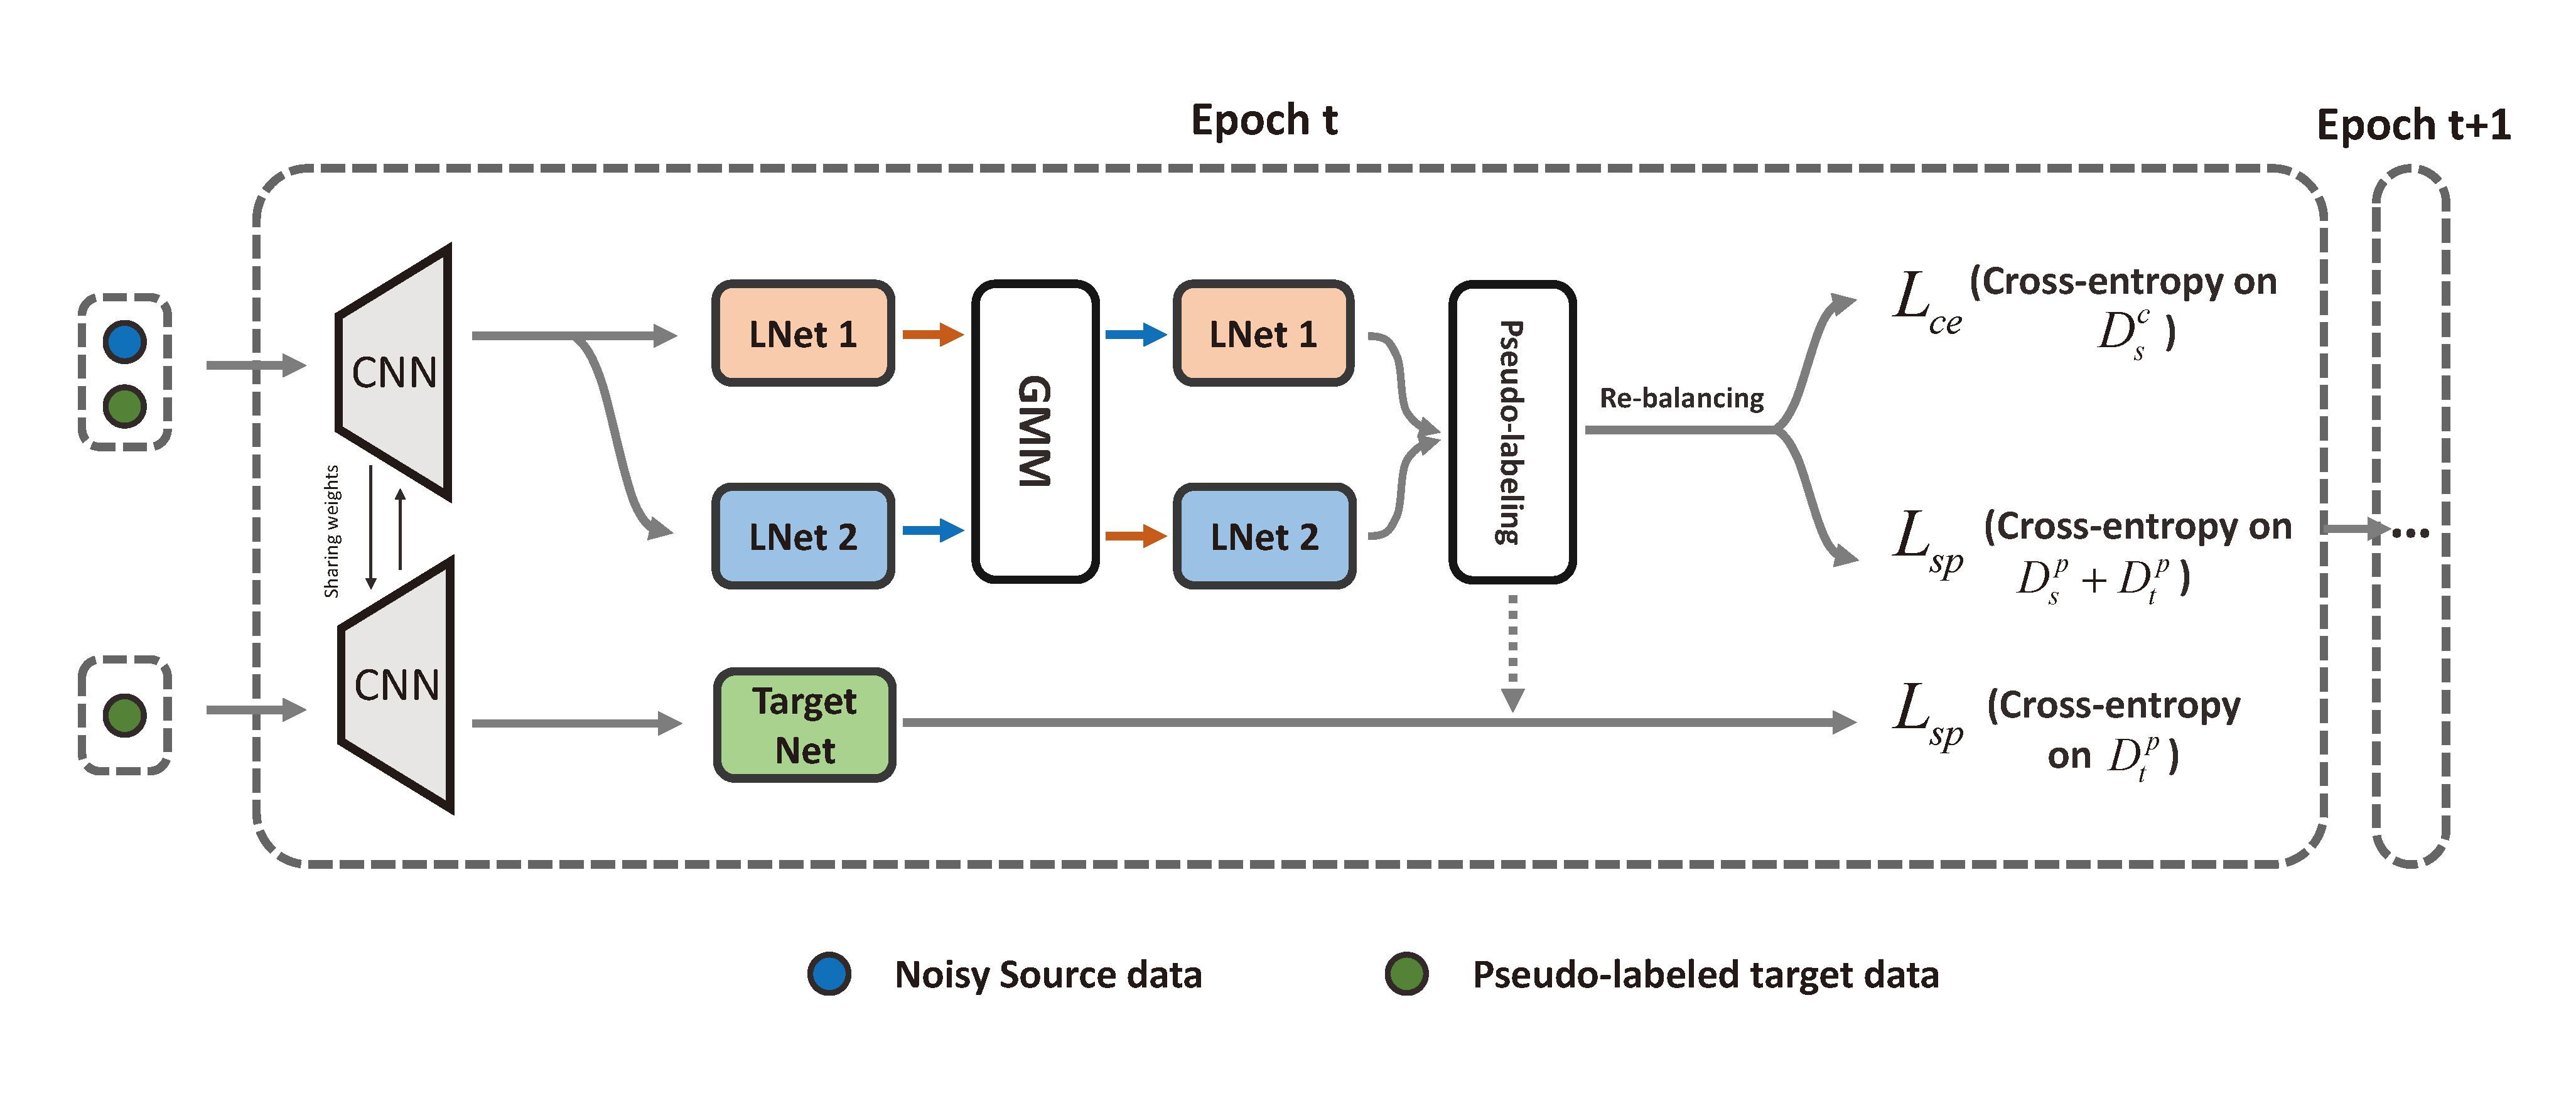 Epoch t
Epoch t+1
CNN
Sharing weights
CNN
LNet 1
LNet 2
Target
Net
GMM
LNet 1
LNet 2
Pseudo-labeling
Re-balancing
L_{ce} (Cross-entropy on
D_s^c )
L_{sp} (Cross-entropy on
D_s^p + D_t^p )
L_{sp} (Cross-entropy
on D_t^p )
...
Noisy Source data
Pseudo-labeled target data